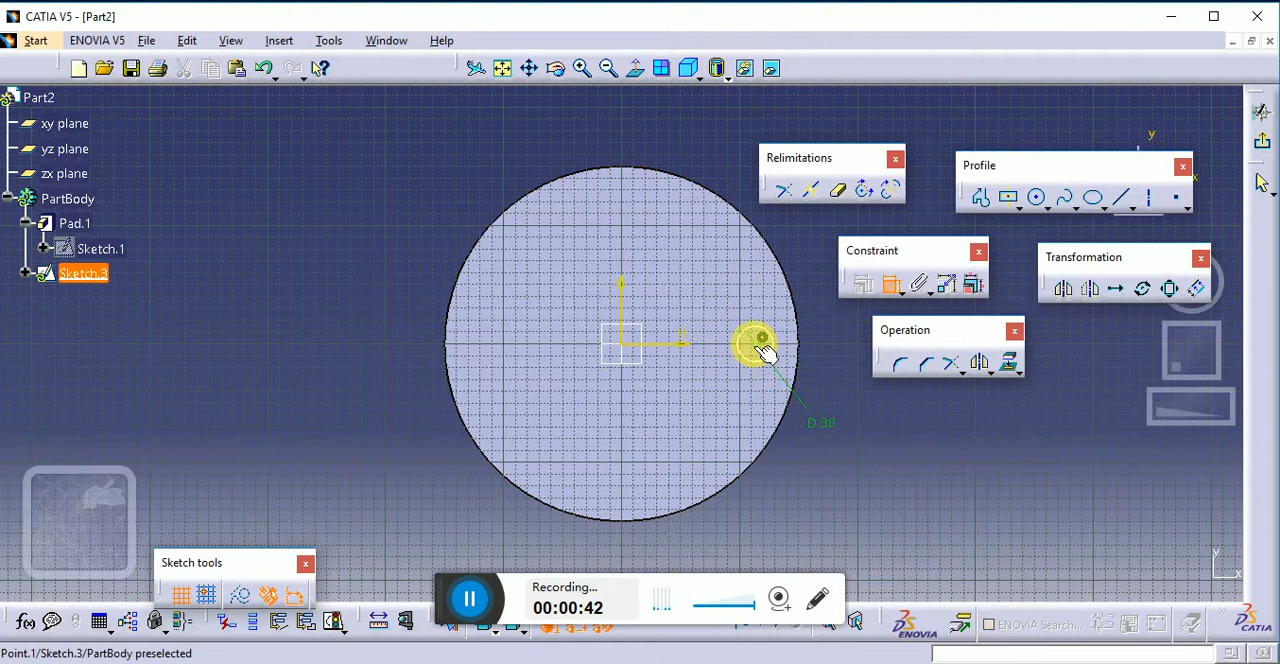 CATIA V5 - [Part2]
Start ENOVIA V5 File Edit View Insert Tools Window Help
Part2
xy plane
yz plane
zx plane
PartBody
Pad.1
Sketch.1
Sketch.3
y
x
Relimitations
Profile
Constraint
Transformation
Operation
D 30
Sketch tools
Recording...
00:00:42
y
x
f(x)
ENOVIA
ENOVIA Search...
CATIA
Point.1/Sketch.3/PartBody preselected